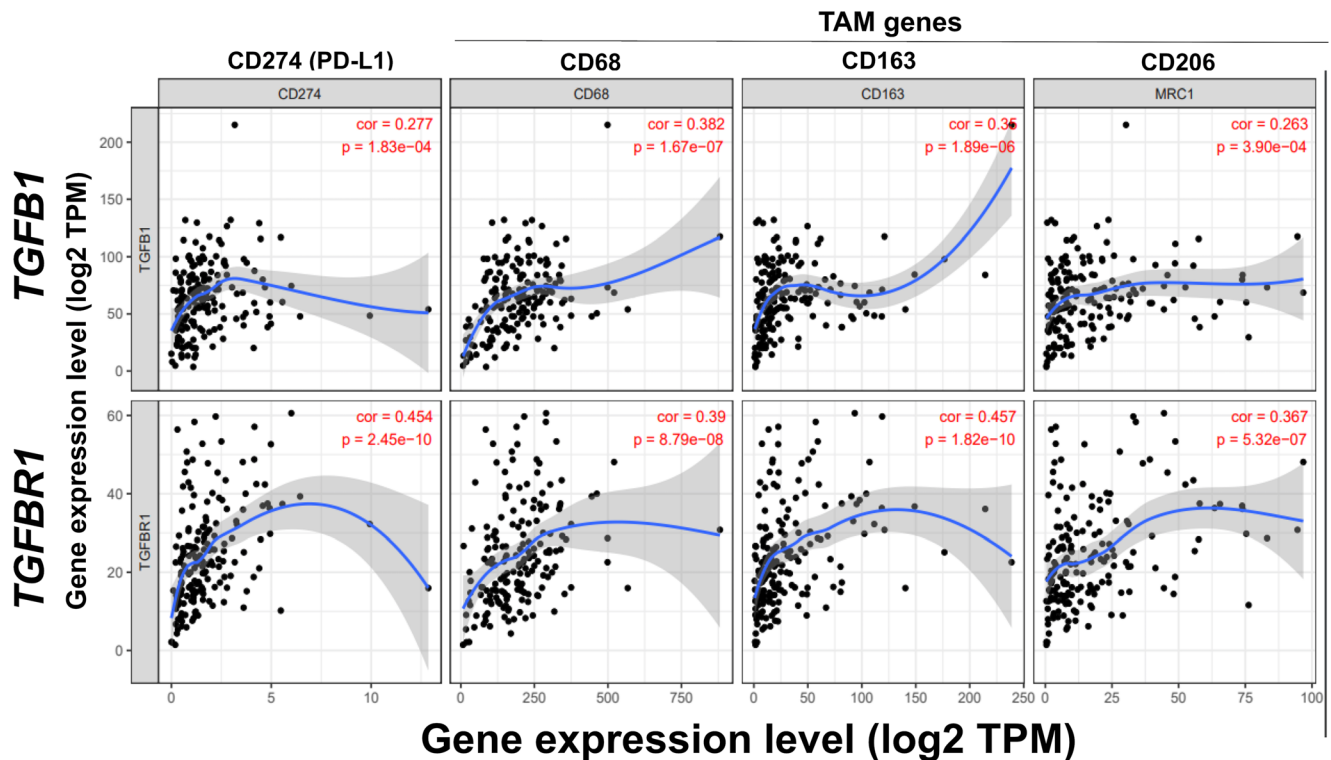 TAM genes
CD274 (PD-L1) CD68 CD163 CD206
CD274 CD68 CD163 MRC1
TGFB1
Gene expression level (log2 TPM)
TGFB1
200
150
100
50
0
cor = 0.277
p = 1.83e−04
cor = 0.382
p = 1.67e−07
cor = 0.35
p = 1.89e−06
cor = 0.263
p = 3.90e−04
TGFBR1
TGFBR1
60
40
20
0
cor = 0.454
p = 2.45e−10
cor = 0.39
p = 8.79e−08
cor = 0.457
p = 1.82e−10
cor = 0.367
p = 5.32e−07
0 5 10 0 250 500 750 0 50 100 150 200 250 0 25 50 75 100
Gene expression level (log2 TPM)